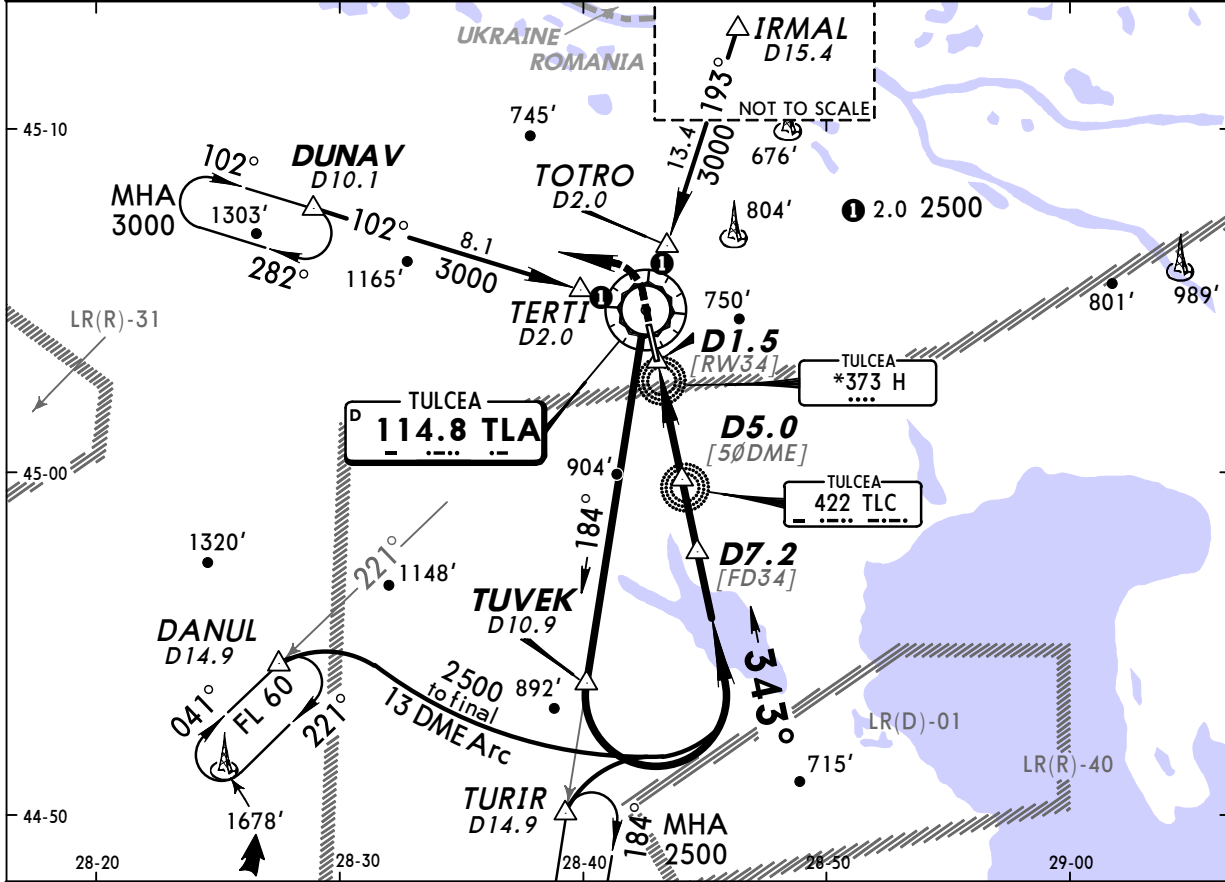 UKRAINE
ROMANIA
IRMAL
D15.4
193°
NOT TO SCALE
13.4
3000
676'
745'
45-10
102°
DUNAV
D10.1
MHA
3000
1303'
282°
102°
8.1
3000
1165'
TOTRO
D2.0
804'
1 2.0 2500
1
1
TERTI
D2.0
750'
801'
989'
LR(R)-31
D1.5
[RW34]
TULCEA
*373 H
TULCEA
D 114.8 TLA
D5.0
[50DME]
904'
45-00
TULCEA
422 TLC
184°
1320'
221°
1148'
D7.2
[FD34]
TUVEK
D10.9
DANUL
D14.9
041°
FL 60
221°
2500
to final
13 DME Arc
892'
343°
LR(D)-01
LR(R)-40
715'
TURIR
D14.9
184°
MHA
2500
1678'
44-50
28-20
28-30
28-40
28-50
29-00